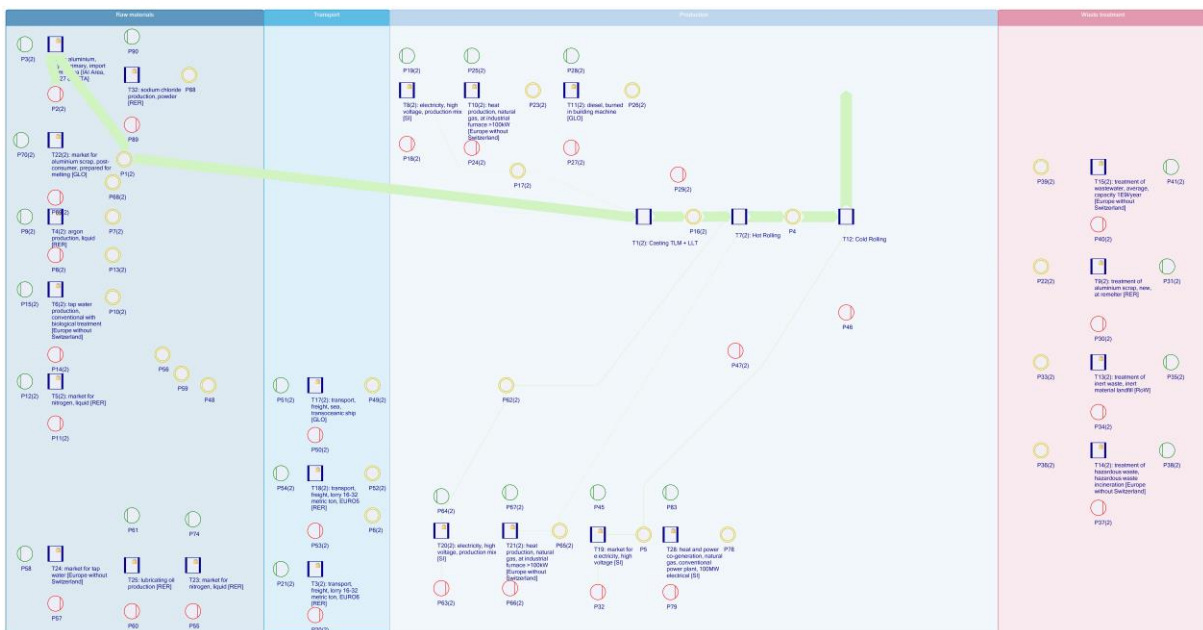 Raw materials
Transport
Production
Waste treatment
P3(2)
aluminium,
P2(2)
P90
T32: sodium chloride
production, powder
[RER]
P88
P89
P70(2)
T22(2): market for
aluminium scrap, post-
consumer, prepared for
melting [GLO]
P1(2)
P9(2)
T4(2): argon
production, liquid
[RER]
P7(2)
P8(2)
P13(2)
P15(2)
T6(2): tap water
production,
conventional with
biological treatment
[Europe without
Switzerland]
P10(2)
P14(2)
P12(2)
T5(2): market for
nitrogen, liquid [RER]
P11(2)
P48
P61
P74
P58
T24: market for tap
water [Europe without
Switzerland]
T25: lubricating oil
production [RER]
T23: market for
nitrogen, liquid [RER]
P57
P60
P55
P51(2)
T17(2): transport,
freight, sea,
transoceanic ship
[GLO]
P49(2)
P50(2)
P54(2)
T18(2): transport,
freight, lorry 16-32
metric ton, EURO5
[RER]
P52(2)
P53(2)
P6(2)
P21(2)
T3(2): transport,
freight, lorry 16-32
metric ton, EURO5
[RER]
P20(2)
P19(2)
P25(2)
P28(2)
T8(2): electricity, high
voltage, production mix
[SI]
T10(2): heat
production, natural
gas, at industrial
furnace >100kW
[Europe without
Switzerland]
P23(2)
T11(2): diesel, burned
in building machine
[GLO]
P26(2)
P18(2)
P24(2)
P27(2)
P17(2)
P29(2)
T1(2): Casting TLM + LLT
P16(2)
T7(2): Hot Rolling
P4
T12: Cold Rolling
P46
P47(2)
P62(2)
P64(2)
P67(2)
P45
P83
T20(2): electricity, high
voltage, production mix
[SI]
T21(2): heat
production, natural
gas, at industrial
furnace >100kW
[Europe without
Switzerland]
P65(2)
T19: market for
electricity, high
voltage [SI]
P5
T28: heat and power
co-generation, natural
gas, conventional
power plant, 100MW
electrical [SI]
P78
P63(2)
P66(2)
P32
P79
P39(2)
T15(2): treatment of
wastewater, average,
capacity 1E9l/year
[Europe without
Switzerland]
P41(2)
P40(2)
P22(2)
T9(2): treatment of
aluminium scrap, new,
at remelter [RER]
P31(2)
P30(2)
P33(2)
T13(2): treatment of
inert waste, inert
material landfill [RoW]
P35(2)
P34(2)
P36(2)
T14(2): treatment of
hazardous waste,
hazardous waste
incineration [Europe
without Switzerland]
P38(2)
P37(2)